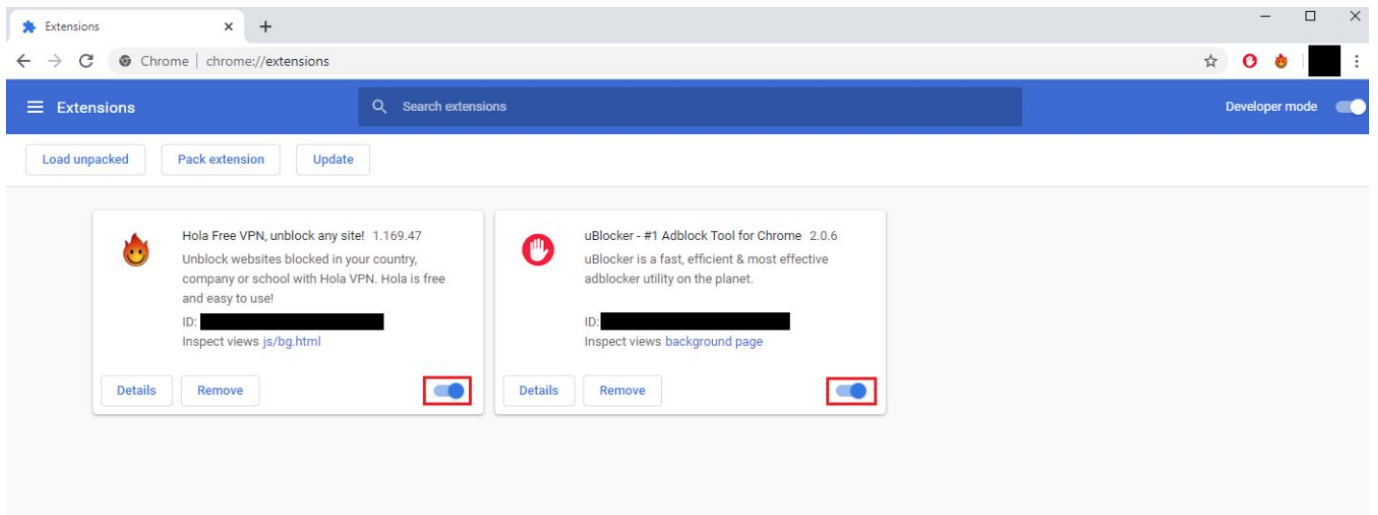 Extensions
Chrome | chrome://extensions
Extensions
Search extensions
Developer mode
Load unpacked
Pack extension
Update
Hola Free VPN, unblock any site! 1.169.47
Unblock websites blocked in your country,
company or school with Hola VPN. Hola is free
and easy to use!
ID:
Inspect views js/bg.html
Details
Remove
uBlocker - #1 Adblock Tool for Chrome 2.0.6
uBlocker is a fast, efficient & most effective
adblocker utility on the planet.
ID:
Inspect views background page
Details
Remove